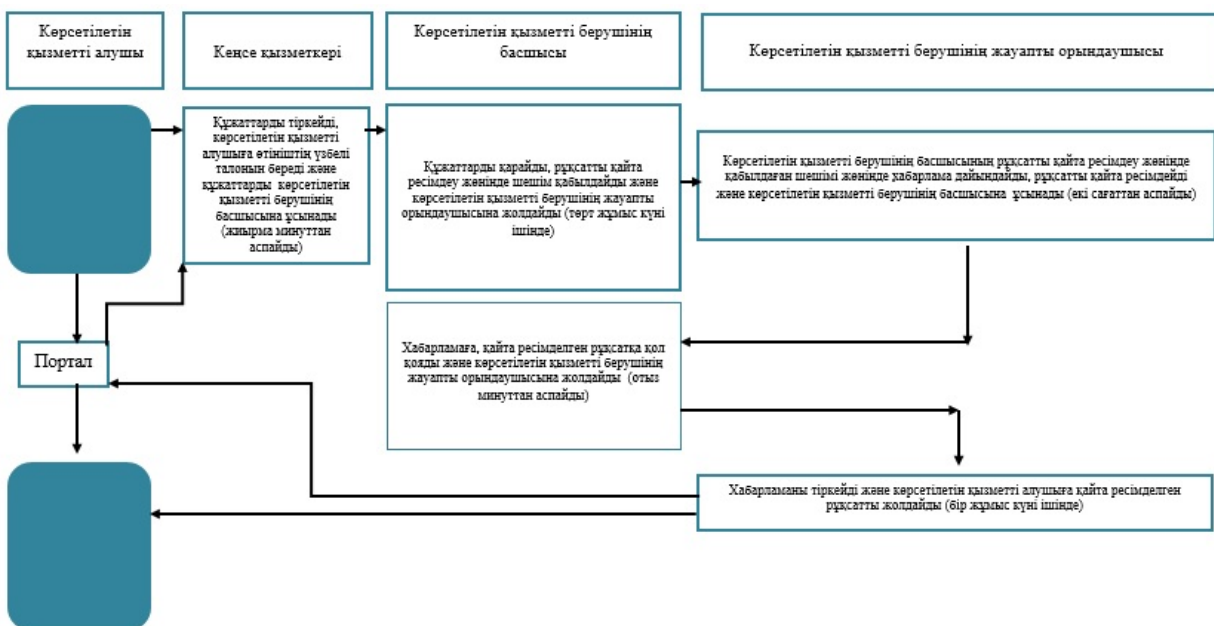 Көрсетілетін
қызметті алушы
Кеңсе қызметкері
Көрсетілетін қызметті берушінің
басшысы
Көрсетілетін қызметті берушінің жауапты орындаушысы
Құжаттарды тіркейді,
көрсетілетін қызметті
алушыға өтініштің үзбелі
талонын береді және
құжаттарды көрсетілетін
қызметті берушінің
басшысына ұсынады
(жиырма минуттан
аспайды)
Құжаттарды қарайды, рұқсатты қайта
ресімдеу жөнінде шешім қабылдайды және
көрсетілетін қызметті берушінің жауапты
орындаушысына жолдайды (төрт жұмыс күні
ішінде)
Көрсетілетін қызметті берушінің басшысының рұқсатты қайта ресімдеу жөнінде
қабылдаған шешімі жөнінде хабарлама дайындайды, рұқсатты қайта ресімдейді
және көрсетілетін қызметті берушінің басшысына ұсынады (екі сағаттан аспайды)
Портал
Хабарламаға, қайта ресімделген рұқсатқа қол
қояды және көрсетілетін қызметті берушінің
жауапты орындаушысына жолдайды (отыз
минуттан аспайды)
Хабарламаны тіркейді және көрсетілетін қызметті алушыға қайта ресімделген
рұқсатты жолдайды (бір жұмыс күні ішінде)